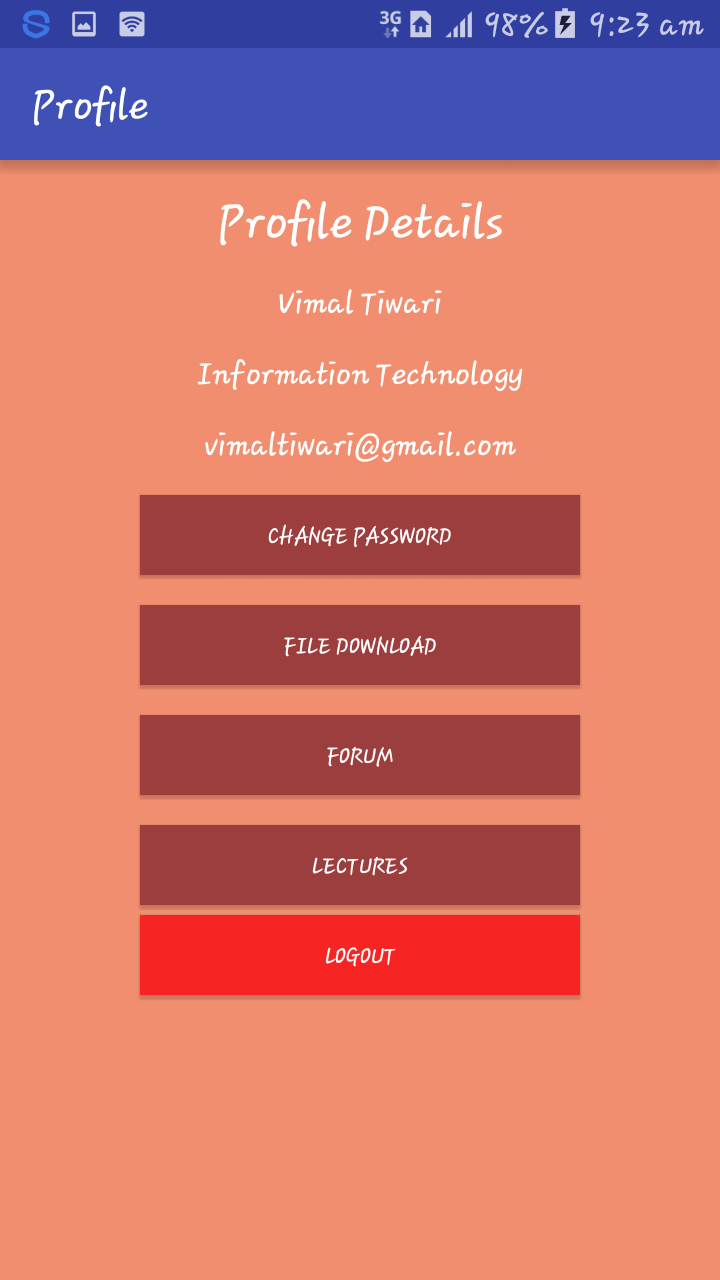 3G 98% 9:23 am
Profile
Profile Details
Vimal Tiwari
Information Technology
vimaltiwari@gmail.com
CHANGE PASSWORD
FILE DOWNLOAD
FORUM
LECTURES
LOGOUT